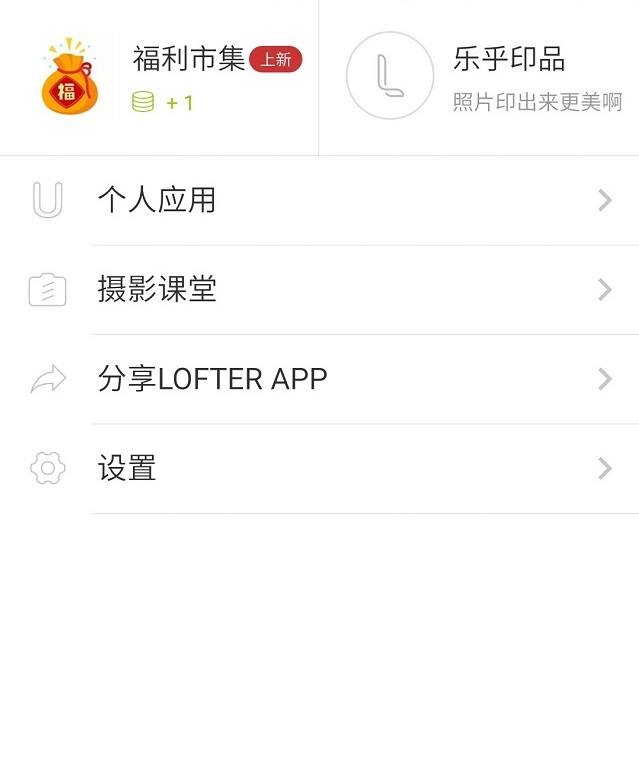 福利市集 上新
+ 1
福
乐乎印品
照片印出来更美啊
个人应用
摄影课堂
分享LOFTER APP
设置